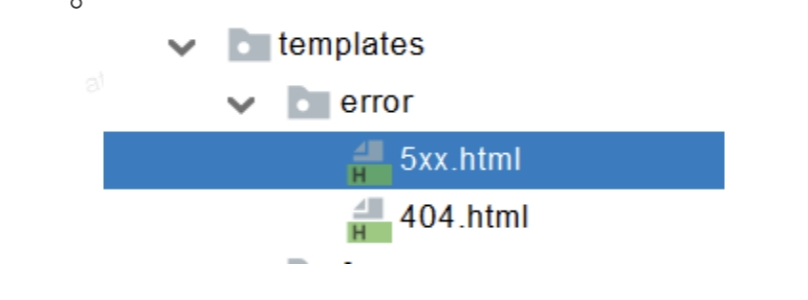 templates
error
5xx.html
H
404.html
H